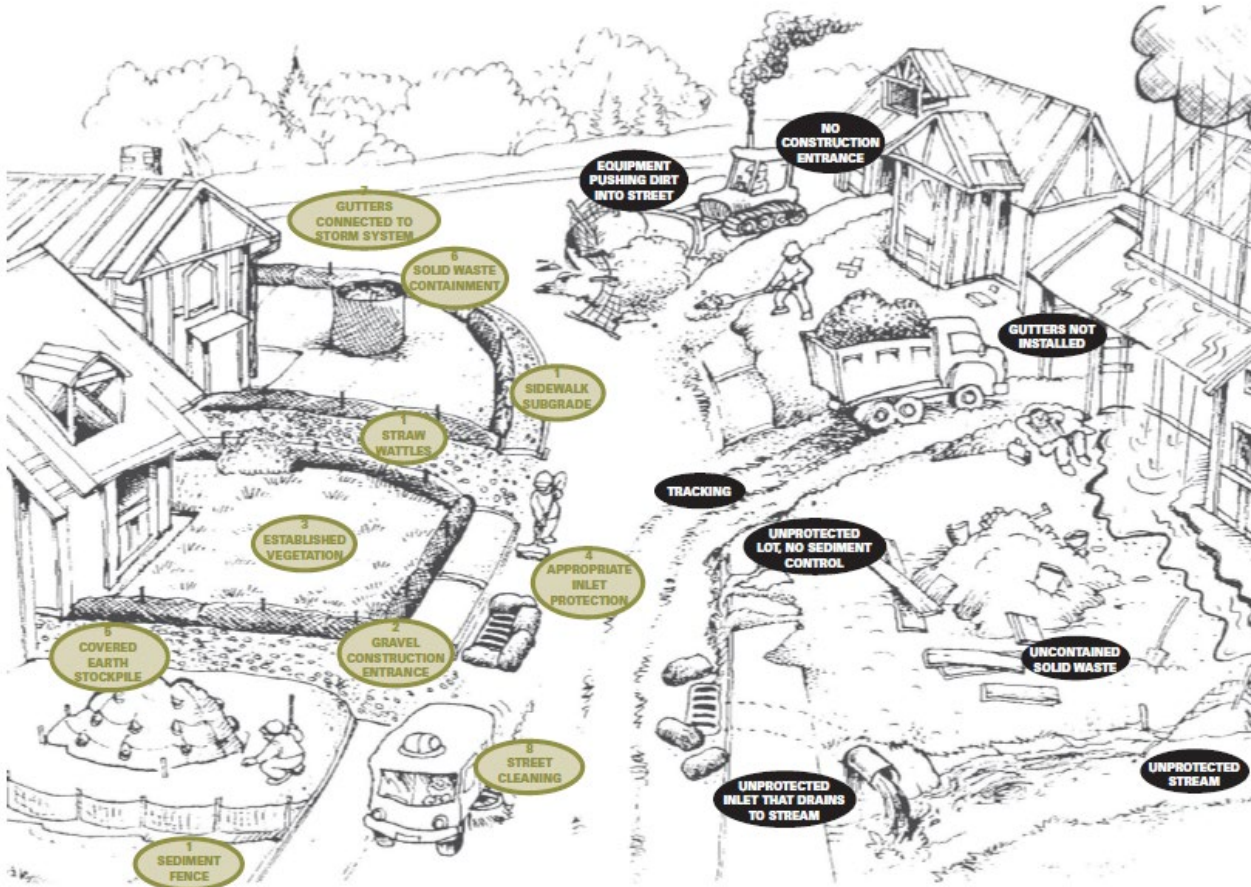 7
GUTTERS
CONNECTED TO
STORM SYSTEM
6
SOLID WASTE
CONTAINMENT
1
SIDEWALK
SUBGRADE
1
STRAW
WATTLES
3
ESTABLISHED
VEGETATION
4
APPROPRIATE
INLET
PROTECTION
2
GRAVEL
CONSTRUCTION
ENTRANCE
5
COVERED
EARTH
STOCKPILE
8
STREET
CLEANING
1
SEDIMENT
FENCE
NO
CONSTRUCTION
ENTRANCE
EQUIPMENT
PUSHING DIRT
INTO STREET
GUTTERS NOT
INSTALLED
TRACKING
UNPROTECTED
LOT, NO SEDIMENT
CONTROL
UNCONTAINED
SOLID WASTE
UNPROTECTED
STREAM
UNPROTECTED
INLET THAT DRAINS
TO STREAM